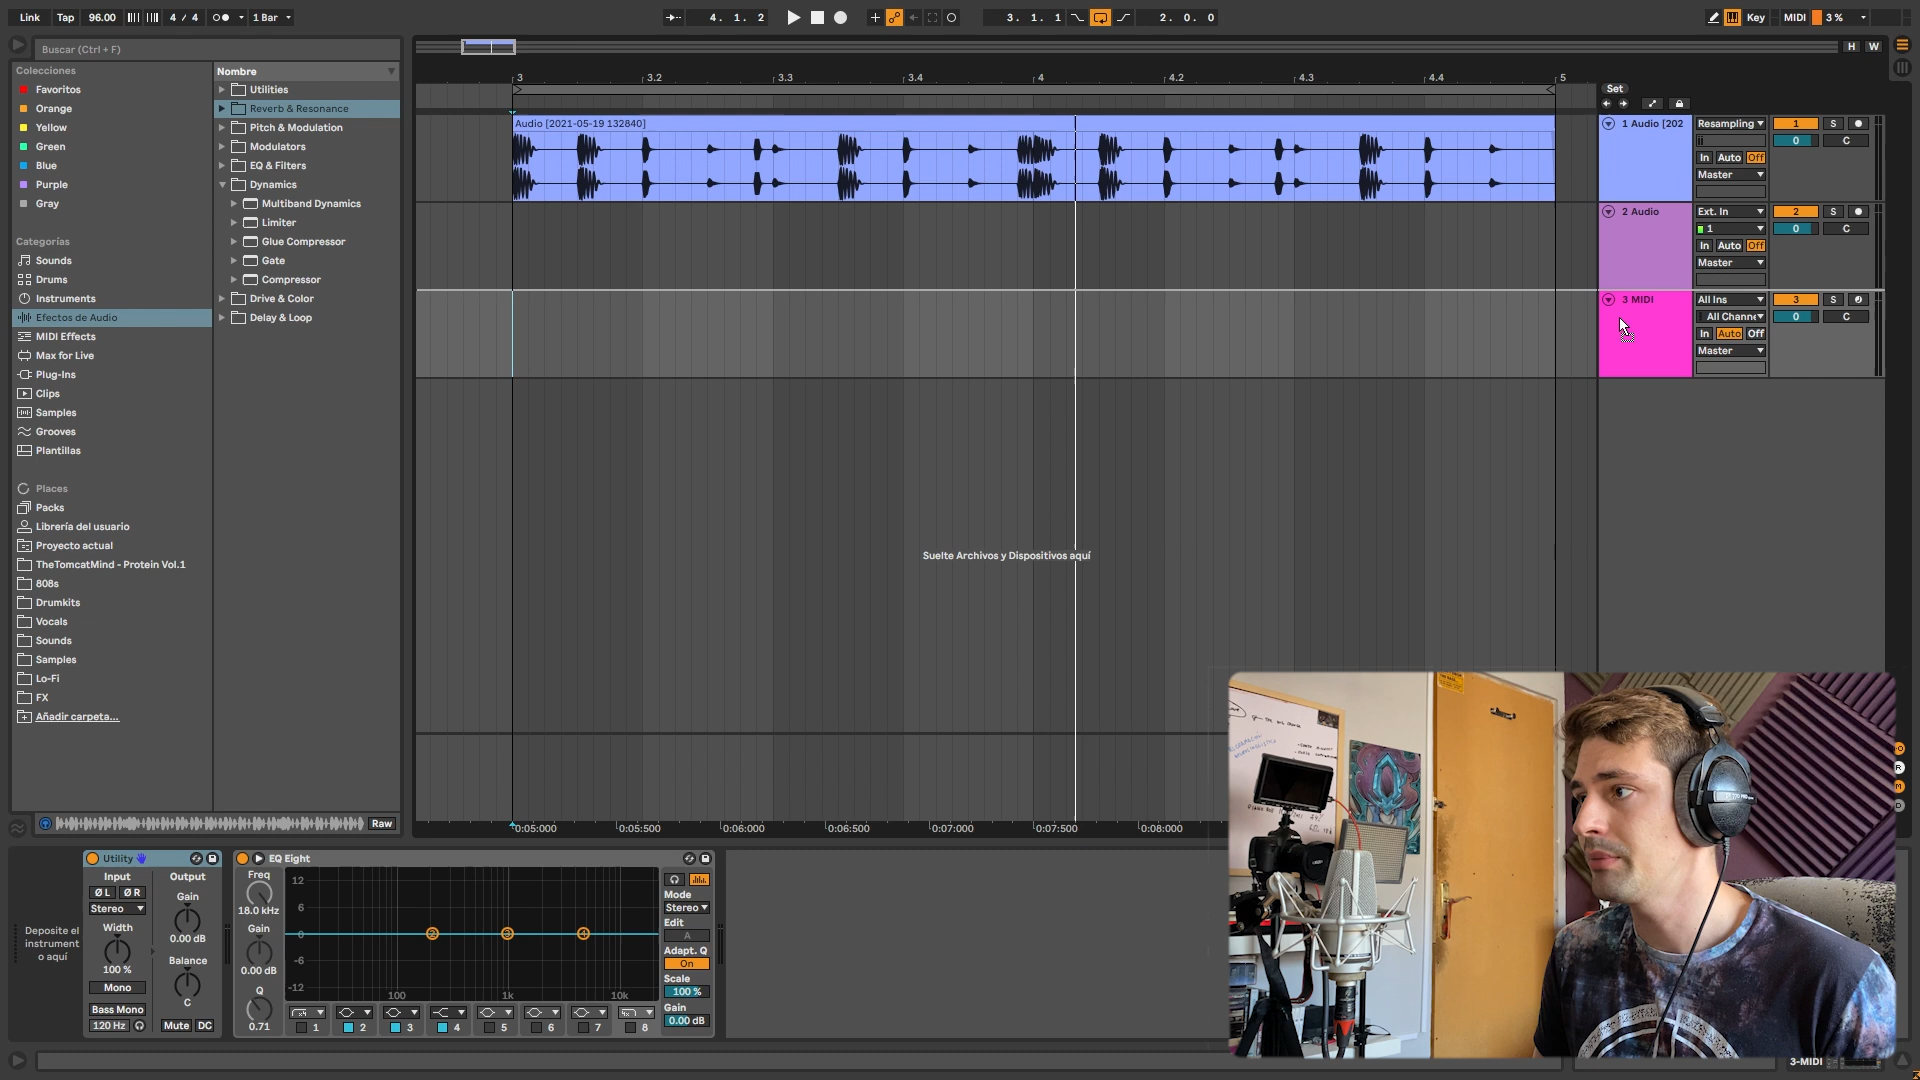 Link Tap 96.00 4 / 4 1 Bar 4. 1. 2 3. 1. 1 2. 0. 0 Key MIDI 3 %
Buscar (Ctrl + F)
H W
Colecciones
Favoritos
Orange
Yellow
Green
Blue
Purple
Gray
Categorías
Sounds
Drums
Instruments
Efectos de Audio
MIDI Effects
Max for Live
Plug-Ins
Clips
Samples
Grooves
Plantillas
Places
Packs
Librería del usuario
Proyecto actual
TheTomcatMind - Protein Vol.1
808s
Drumkits
Vocals
Sounds
Samples
Lo-Fi
FX
Añadir carpeta...
Raw
Nombre
Utilities
Reverb & Resonance
Pitch & Modulation
Modulators
EQ & Filters
Dynamics
Multiband Dynamics
Limiter
Glue Compressor
Gate
Compressor
Drive & Color
Delay & Loop
3 3.2 3.3 3.4 4 4.2 4.3 4.4 5
Set
Audio [2021-05-19 132840]
1 Audio [202 Resampling 1 S
0 C
In Auto Off
Master
2 Audio Ext. In 2 S
1 0 C
In Auto Off
Master
3 MIDI All Ins 3 S
All Channe 0 C
In Auto Off
Master
Suelte Archivos y Dispositivos aquí
0:05:000 0:05:500 0:06:000 0:06:500 0:07:000 0:07:500 0:08:000
R
M
D
Deposite el
instrument
o aquí
Utility
Input Output
Ø L Ø R Gain
Stereo
0.00 dB
Width
Balance
100 %
Mono
C
Bass Mono
120 Hz Mute DC
EQ Eight
Freq
18.0 kHz
Gain
0.00 dB
Q
0.71
12
6
0
-6
-12
100 1k 10k
2 3 4
1 2 3 4 5 6 7 8
Mode
Stereo
Edit
A
Adapt. Q
On
Scale
100 %
Gain
0.00 dB
3-MIDI